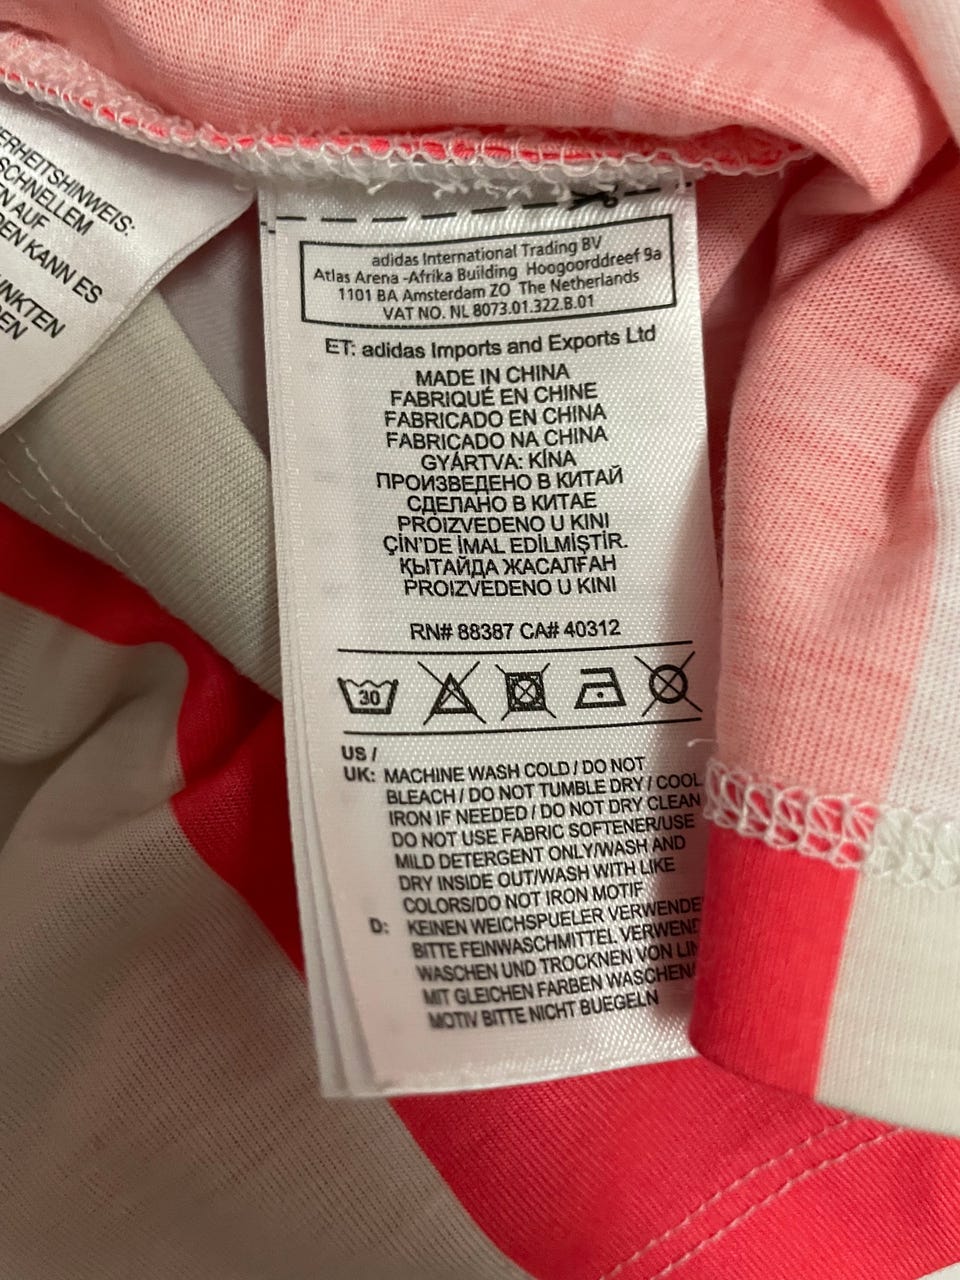 ERHEITSHINWEIS:
SCHNELLEM
EN AUF
DEN KANN ES
UNKTEN
DEN
adidas International Trading BV
Atlas Arena -Afrika Building Hoogoorddreef 9a
1101 BA Amsterdam ZO The Netherlands
VAT NO. NL 8073.01.322.B.01
ET: adidas Imports and Exports Ltd
MADE IN CHINA
FABRIQUÉ EN CHINE
FABRICADO EN CHINA
FABRICADO NA CHINA
GYÁRTVA: KÍNA
ПРОИЗВЕДЕНО В КИТАЙ
СДЕЛАНО В КИТАЕ
PROIZVEDENO U KINI
ÇİN'DE İMAL EDİLMİŞTİR.
ҚЫТАЙДА ЖАСАЛҒАН
PROIZVEDENO U KINI
RN# 88387 CA# 40312
30
US /
UK: MACHINE WASH COLD / DO NOT
BLEACH / DO NOT TUMBLE DRY / COOL
IRON IF NEEDED / DO NOT DRY CLEAN
DO NOT USE FABRIC SOFTENER/USE
MILD DETERGENT ONLY/WASH AND
DRY INSIDE OUT/WASH WITH LIKE
COLORS/DO NOT IRON MOTIF
D: KEINEN WEICHSPUELER VERWENDE
BITTE FEINWASCHMITTEL VERWEND
WASCHEN UND TROCKNEN VON LIN
MIT GLEICHEN FARBEN WASCHEN/
MOTIV BITTE NICHT BUEGELN